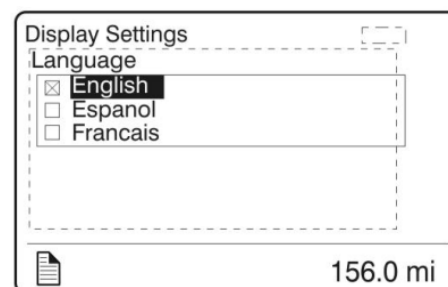 Display Settings
Language
English
Espanol
Francais
156.0 mi